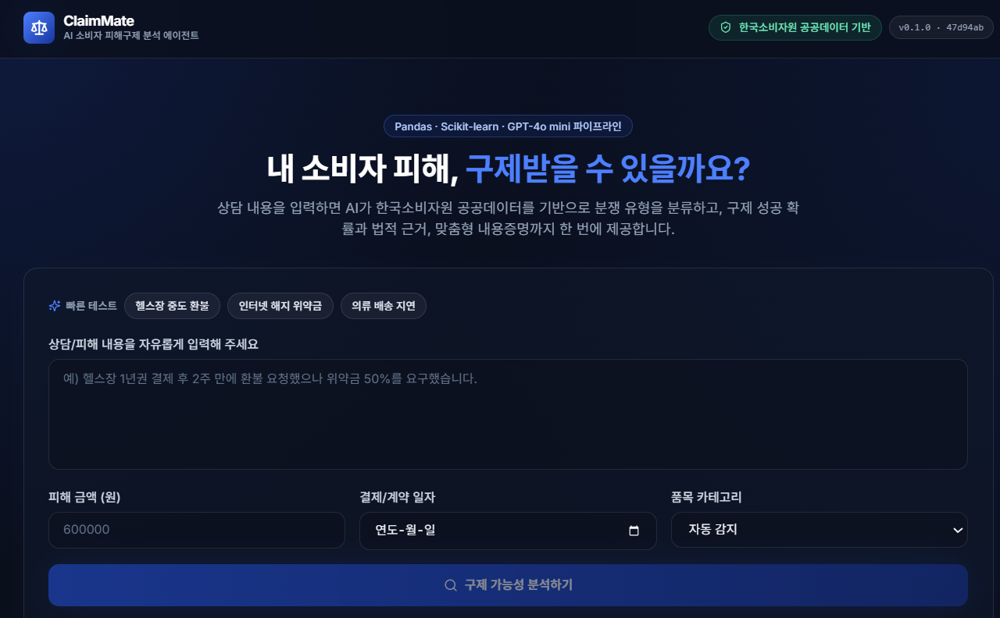 ClaimMate
AI 소비자 피해구제 분석 에이전트
한국소비자원 공공데이터 기반
v0.1.0 · 47d94ab
Pandas · Scikit-learn · GPT-4o mini 파이프라인
내 소비자 피해, 구제받을 수 있을까요?
상담 내용을 입력하면 AI가 한국소비자원 공공데이터를 기반으로 분쟁 유형을 분류하고, 구제 성공 확
률과 법적 근거, 맞춤형 내용증명까지 한 번에 제공합니다.
빠른 테스트 헬스장 중도 환불 인터넷 해지 위약금 의류 배송 지연
상담/피해 내용을 자유롭게 입력해 주세요
예) 헬스장 1년권 결제 후 2주 만에 환불 요청했으나 위약금 50%를 요구했습니다.
피해 금액 (원) 결제/계약 일자 품목 카테고리
600000 연도-월-일 자동 감지
구제 가능성 분석하기